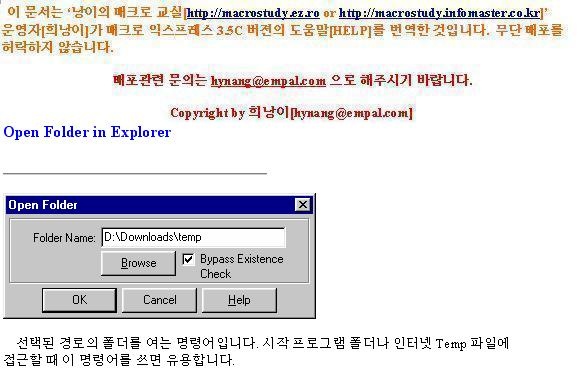 이 문서는 '낭이의 매크로 교실[http://macrostudy.ez.ro or http://macrostudy.infomaster.co.kr]'
운영자[희낭이]가 매크로 익스프레스 3.5C 버젼의 도움말[HELP]를 번역한 것입니다. 무단 배포를
허락하지 않습니다.
배포관련 문의는 hynang@empal.com 으로 해주시기 바랍니다.
Copyright by 희낭이[hynang@empal.com]
Open Folder in Explorer
Open Folder
Folder Name: D:\Downloads\temp
Browse
Bypass Existence
Check
OK Cancel Help
선택된 경로의 폴더를 여는 명령어입니다. 시작 프로그램 폴더나 인터넷 Temp 파일에
접근할 때 이 명령어를 쓰면 유용합니다.